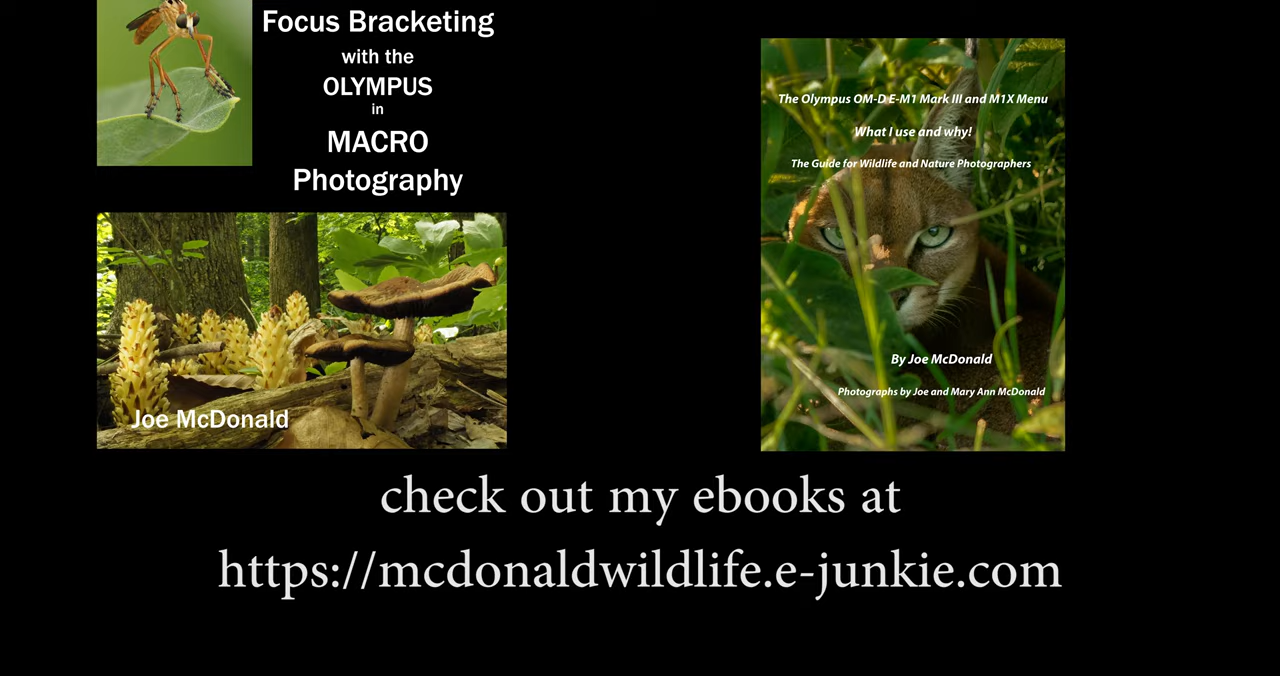 Focus Bracketing
with the
OLYMPUS
in
MACRO
Photography
Joe McDonald
The Olympus OM-D E-M1 Mark III and M1X Menu
What I use and why!
The Guide for Wildlife and Nature Photographers
By Joe McDonald
Photographs by Joe and Mary Ann McDonald
check out my ebooks at
https://mcdonaldwildlife.e-junkie.com